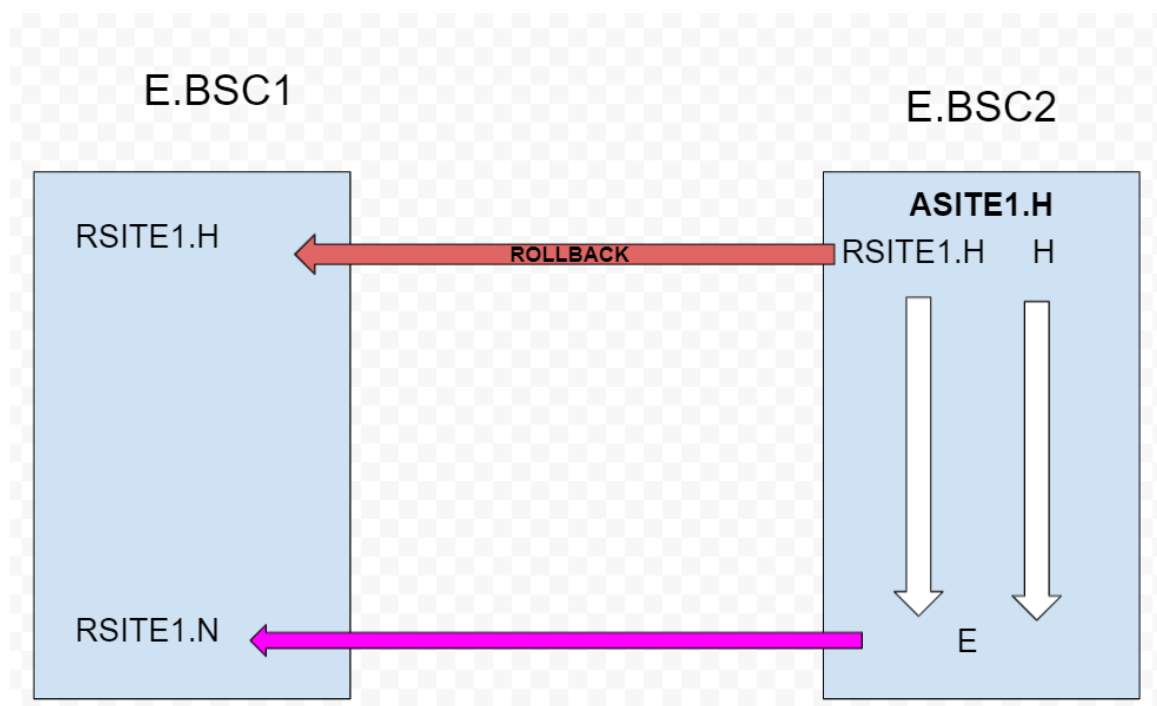 E.BSC1
E.BSC2
ASITE1.H
RSITE1.H
ROLLBACK
RSITE1.H H
RSITE1.N
E